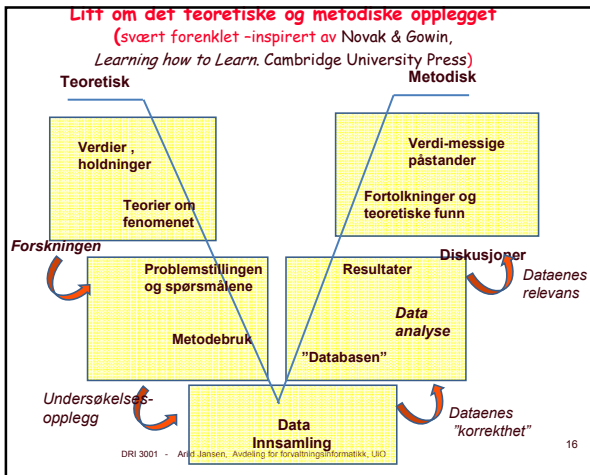 Litt om det teoretiske og metodiske opplegget
(svært forenklet –inspirert av Novak & Gowin,
Learning how to Learn. Cambridge University Press)
Teoretisk
Metodisk
Verdier ,
holdninger
Teorier om
fenomenet
Verdi-messige
påstander
Fortolkninger og
teoretiske funn
Forskningen
Diskusjoner
Dataenes
relevans
Problemstillingen
og spørsmålene
Metodebruk
Resultater
Data
analyse
”Databasen”
Undersøkelses-
opplegg
Data
Innsamling
Dataenes
”korrekthet”
DRI 3001 - Arild Jansen, Avdeling for forvaltningsinformatikk, UiO
16